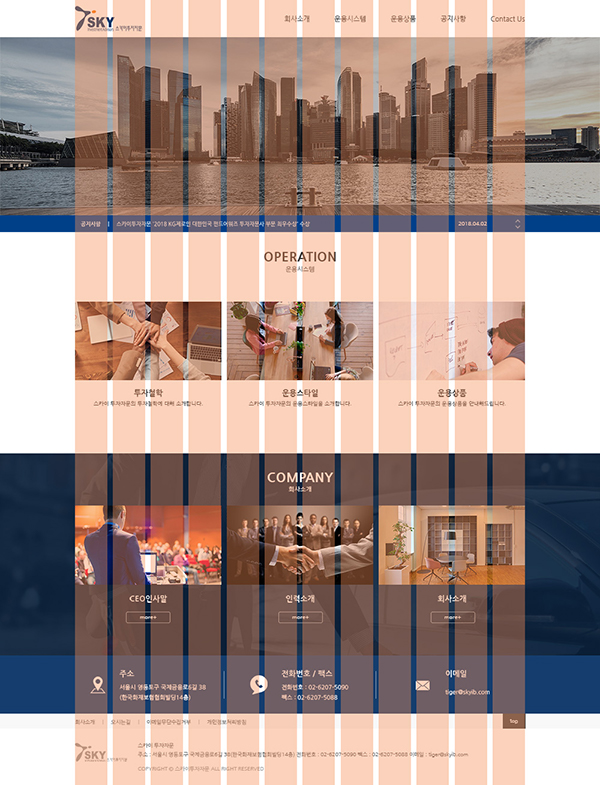 SKY 스카이투자자문
회사소개 운용시스템 운용상품 공지사항 Contact Us
공지사항 | 스카이투자자문 '2018 KG제로인 대한민국 펀드어워즈 투자자문사 부문 최우수상' 수상 2018.04.02
OPERATION
운용시스템
투자철학 운용스타일 운용상품
스카이 투자자문의 투자철학에 대해 소개합니다. 스카이 투자자문의 운용스타일을 소개합니다. 스카이 투자자문의 운용상품을 안내해드립니다.
COMPANY
회사소개
CEO인사말 인력소개 회사소개
more+ more+ more+
주소 전화번호 / 팩스 이메일
서울시 영등포구 국제금융로6길 38 전화번호 : 02-6207-5090 tiger@skyib.com
(한국화재보험협회빌딩14층) 팩스 : 02-6207-5088
회사소개 | 오시는길 | 이메일무단수집거부 | 개인정보처리방침 Top
SKY 스카이투자자문
스카이 투자자문
주소 : 서울시 영등포구 국제금융로6길 38(한국화재보험협회빌딩14층) 전화번호 : 02-6207-5090 팩스 : 02-6207-5088 이메일 : tiger@skyib.com
COPYRIGHT © 스카이투자자문 ALL RIGHT RESERVED